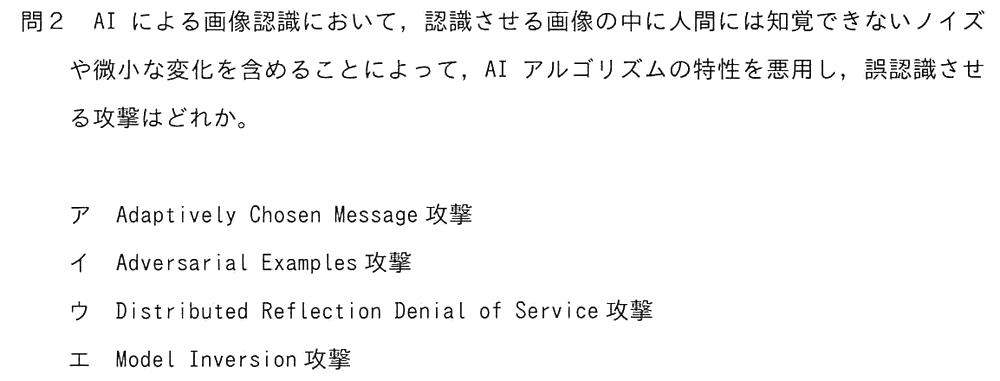 問２　AI による画像認識において，認識させる画像の中に人間には知覚できないノイズ
や微小な変化を含めることによって，AI アルゴリズムの特性を悪用し，誤認識させ
る攻撃はどれか。
ア　Adaptively Chosen Message 攻撃
イ　Adversarial Examples 攻撃
ウ　Distributed Reflection Denial of Service 攻撃
エ　Model Inversion 攻撃